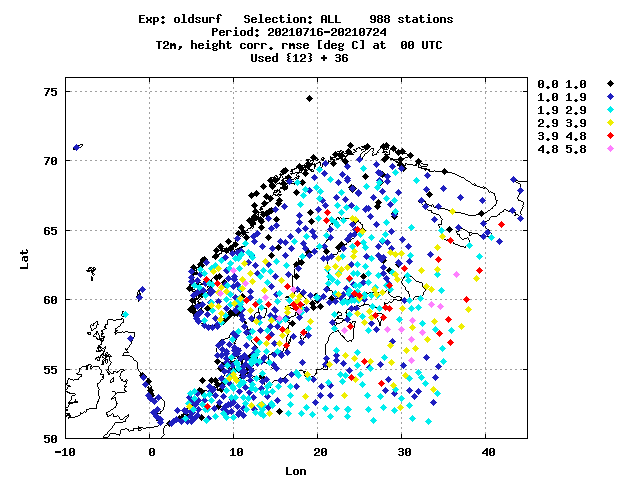 Exp: oldsurf   Selection: ALL    988 stations
Period: 20210716-20210724
T2m, height corr. rmse [deg C] at  00 UTC
Used {12} + 36
0.0 1.0
1.0 1.9
1.9 2.9
2.9 3.9
3.9 4.8
4.8 5.8
75
70
65
60
55
50
Lat
-10 0 10 20 30 40
Lon